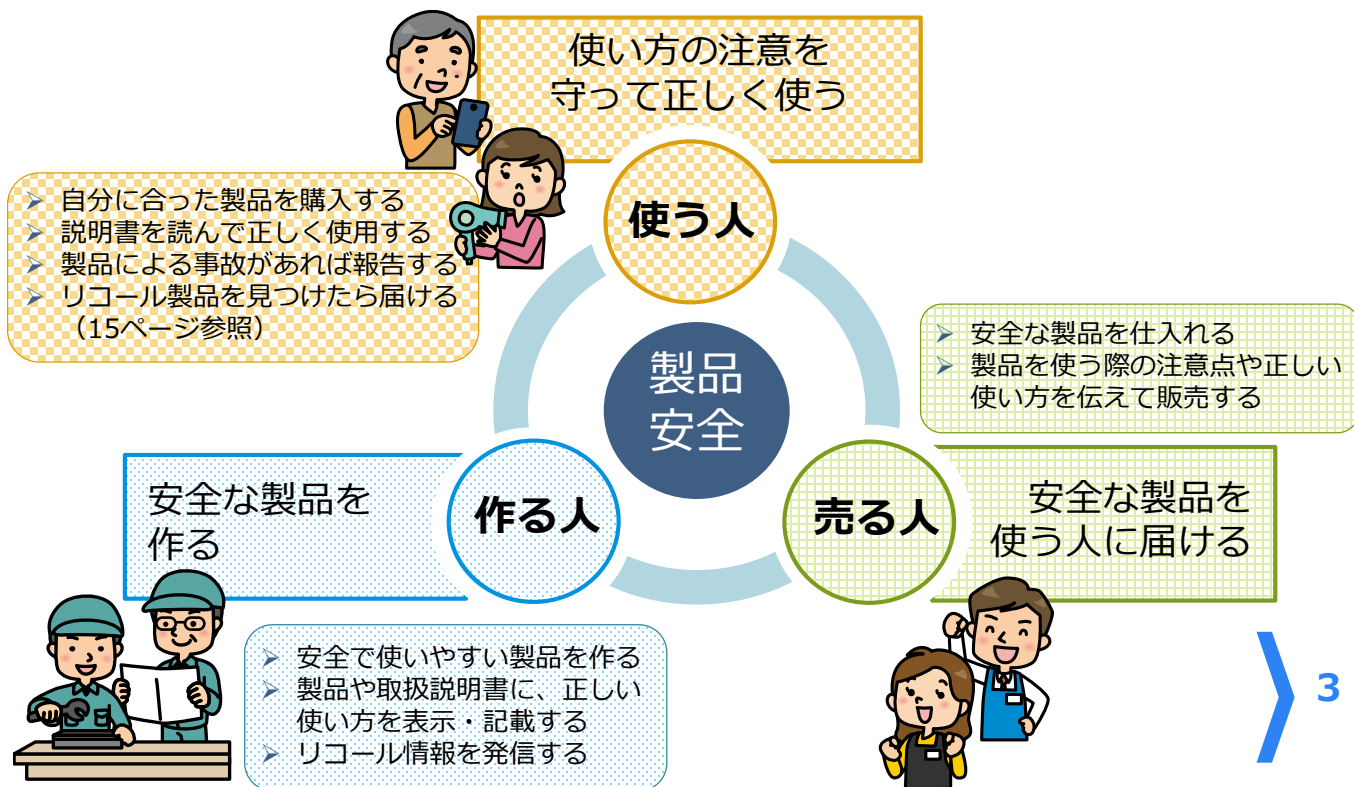 使い方の注意を
守って正しく使う
使う人
➢ 自分に合った製品を購入する
➢ 説明書を読んで正しく使用する
➢ 製品による事故があれば報告する
➢ リコール製品を見つけたら届ける
（15ページ参照）
製品
安全
➢ 安全な製品を仕入れる
➢ 製品を使う際の注意点や正しい
使い方を伝えて販売する
安全な製品を
作る
作る人
売る人
安全な製品を
使う人に届ける
➢ 安全で使いやすい製品を作る
➢ 製品や取扱説明書に、正しい
使い方を表示・記載する
➢ リコール情報を発信する
3